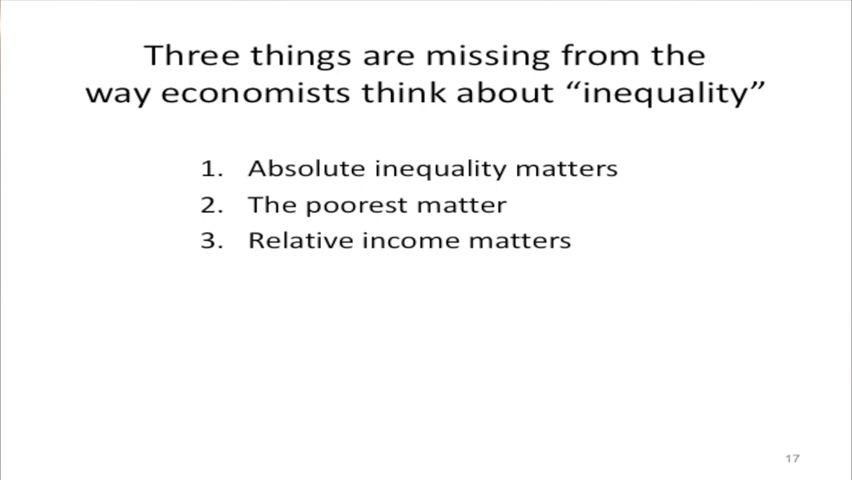 Three things are missing from the
way economists think about “inequality”
1. Absolute inequality matters
2. The poorest matter
3. Relative income matters
17